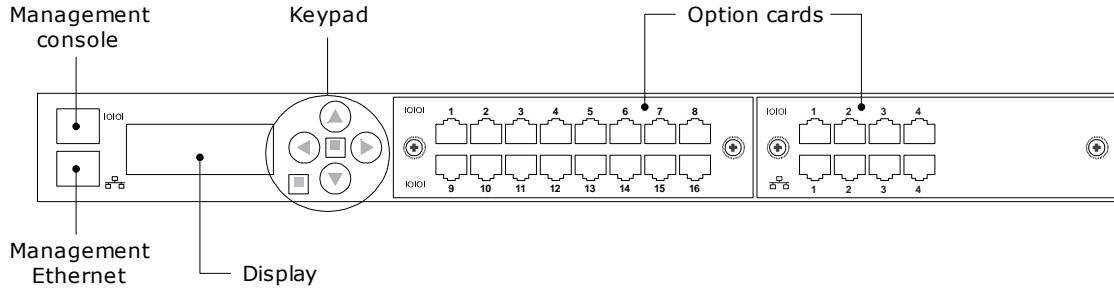 Management
console
Keypad
Option cards
IOIOI
IOIOI
1 2 3 4 5 6 7 8
IOIOI
1 2 3 4
IOIOI
9 10 11 12 13 14 15 16
1 2 3 4
Management
Ethernet
Display